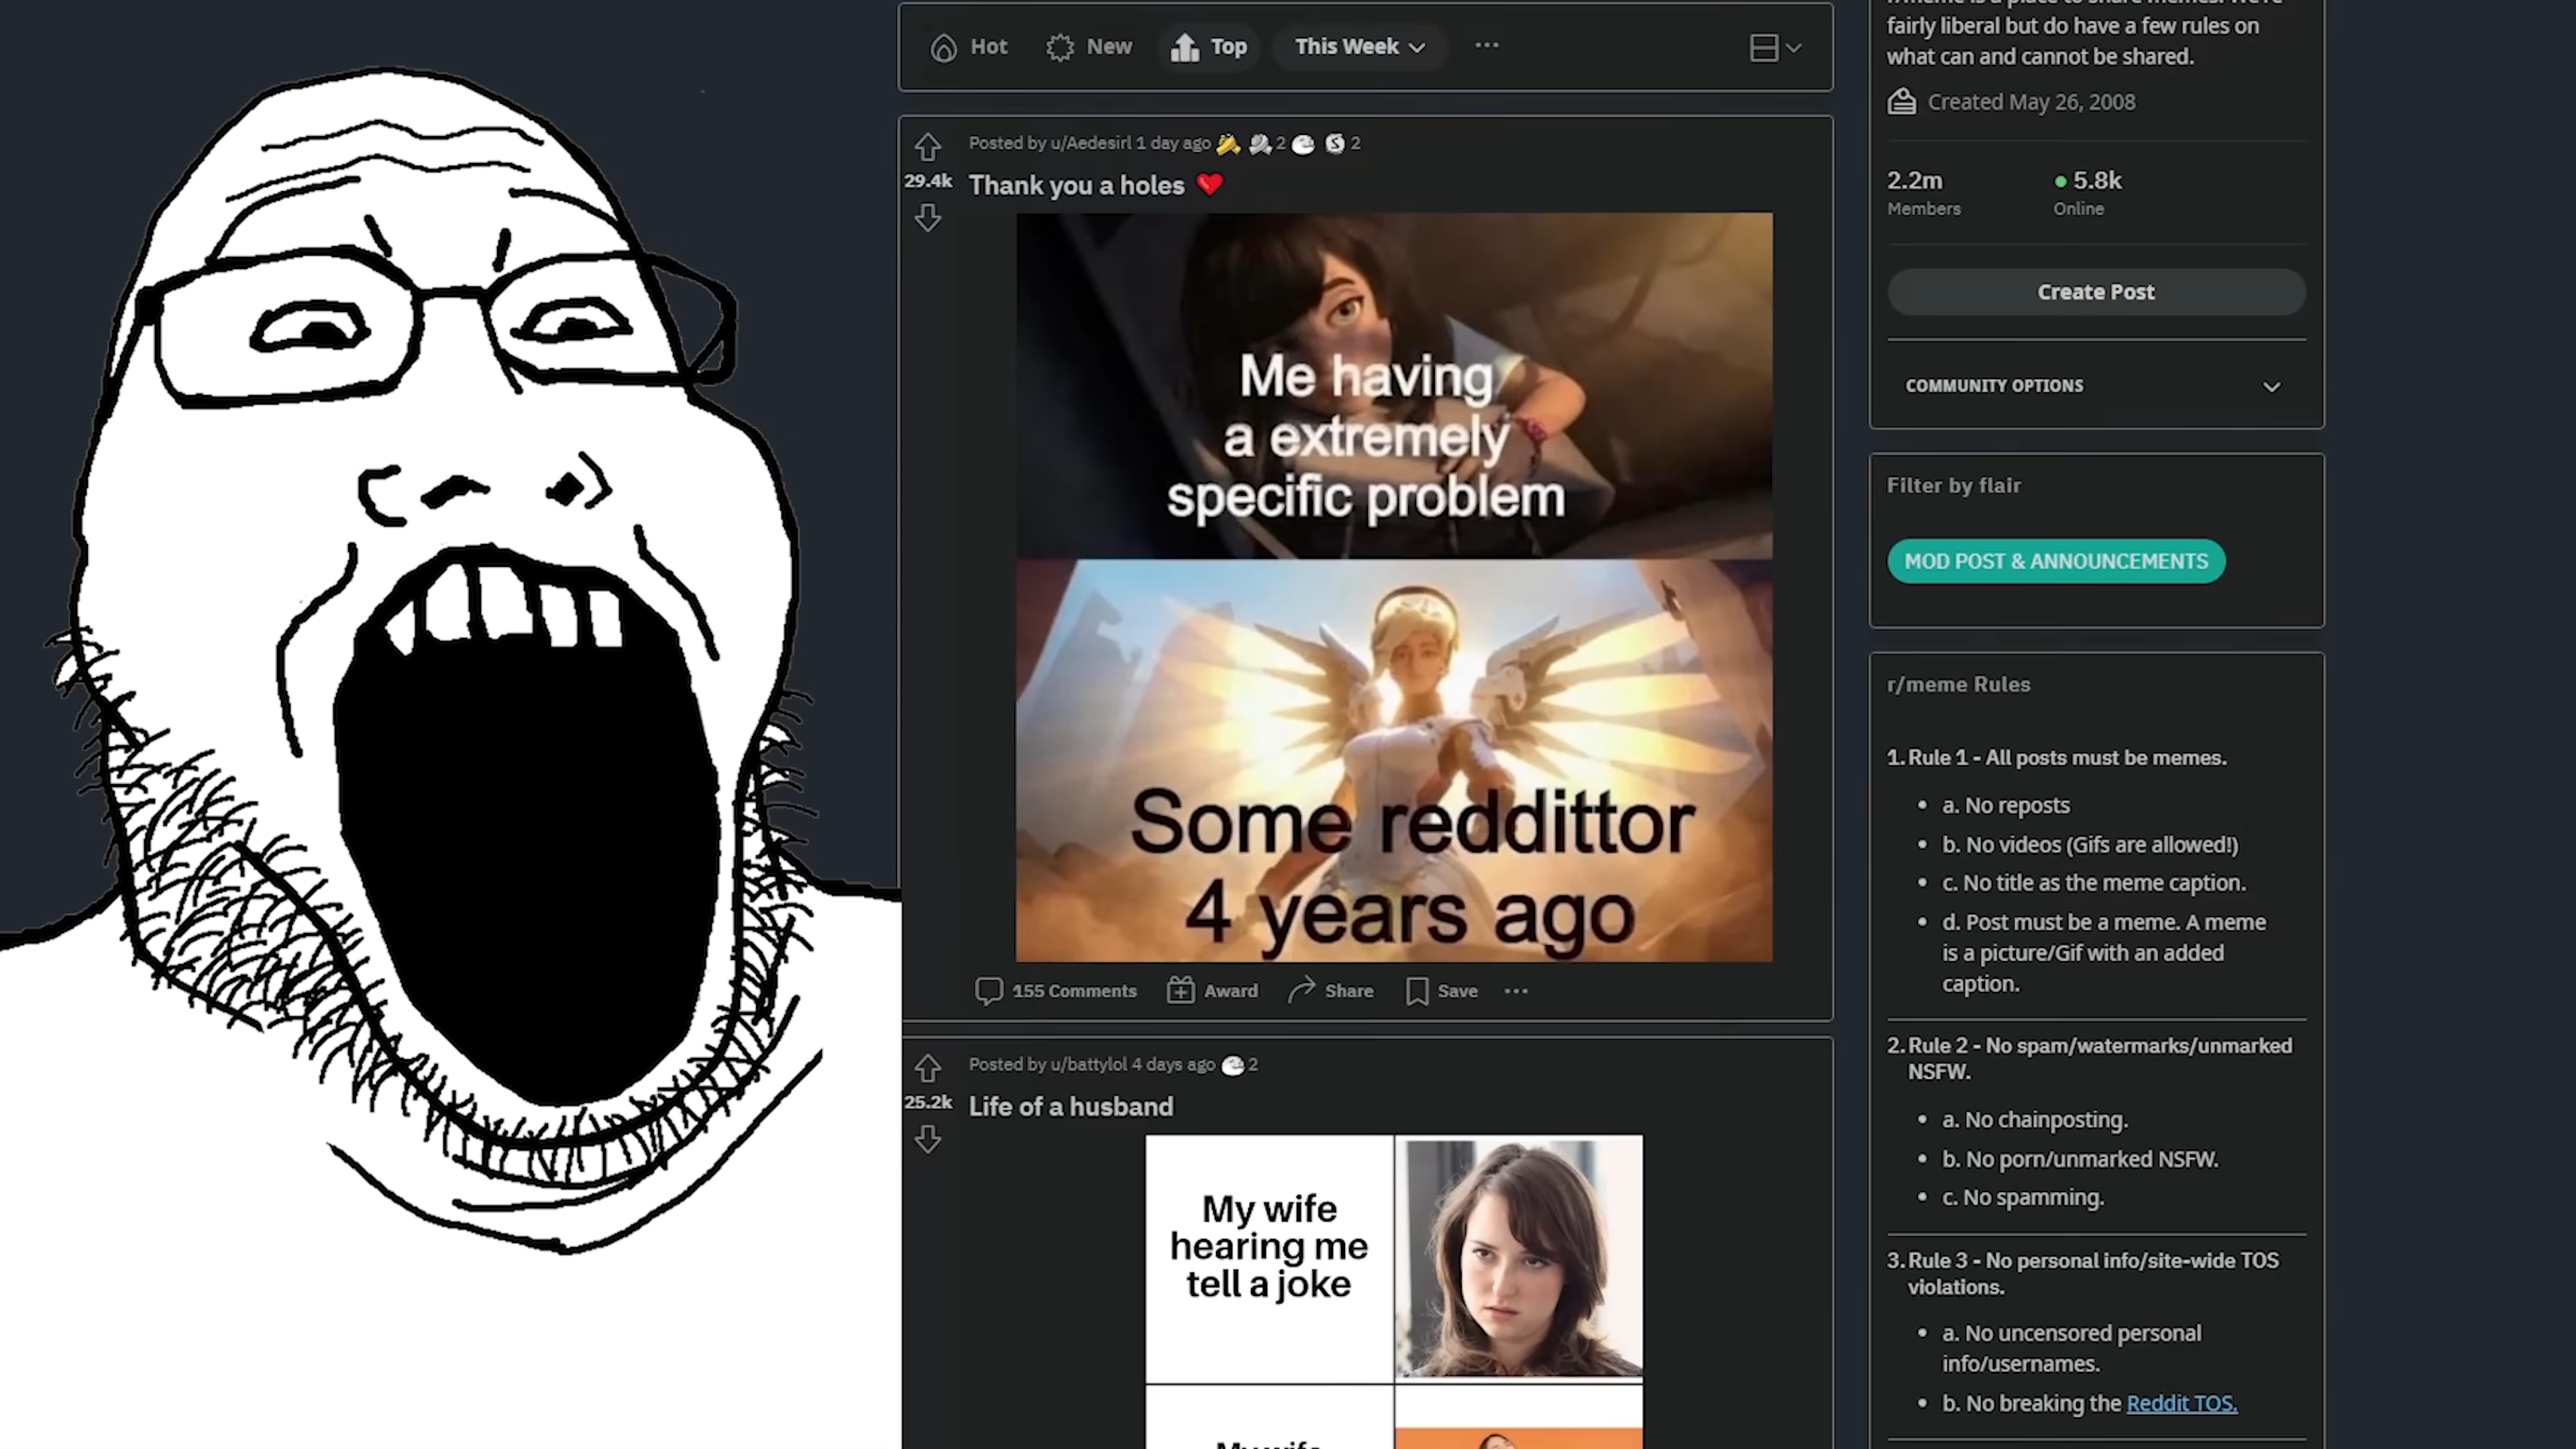 Hot
New
Top
This Week
Posted by u/Aedesirl 1 day ago
2
2
29.4k
Thank you a holes
Me having
a extremely
specific problem
Some reddittor
4 years ago
155 Comments
Award
Share
Save
Posted by u/battylol 4 days ago
2
25.2k
Life of a husband
My wife
hearing me
tell a joke
fairly liberal but do have a few rules on
what can and cannot be shared.
Created May 26, 2008
2.2m
Members
5.8k
Online
Create Post
COMMUNITY OPTIONS
Filter by flair
MOD POST & ANNOUNCEMENTS
r/meme Rules
1. Rule 1 - All posts must be memes.
• a. No reposts
• b. No videos (Gifs are allowed!)
• c. No title as the meme caption.
• d. Post must be a meme. A meme
is a picture/Gif with an added
caption.
2. Rule 2 - No spam/watermarks/unmarked
NSFW.
• a. No chainposting.
• b. No porn/unmarked NSFW.
• c. No spamming.
3. Rule 3 - No personal info/site-wide TOS
violations.
• a. No uncensored personal
info/usernames.
• b. No breaking the Reddit TOS.